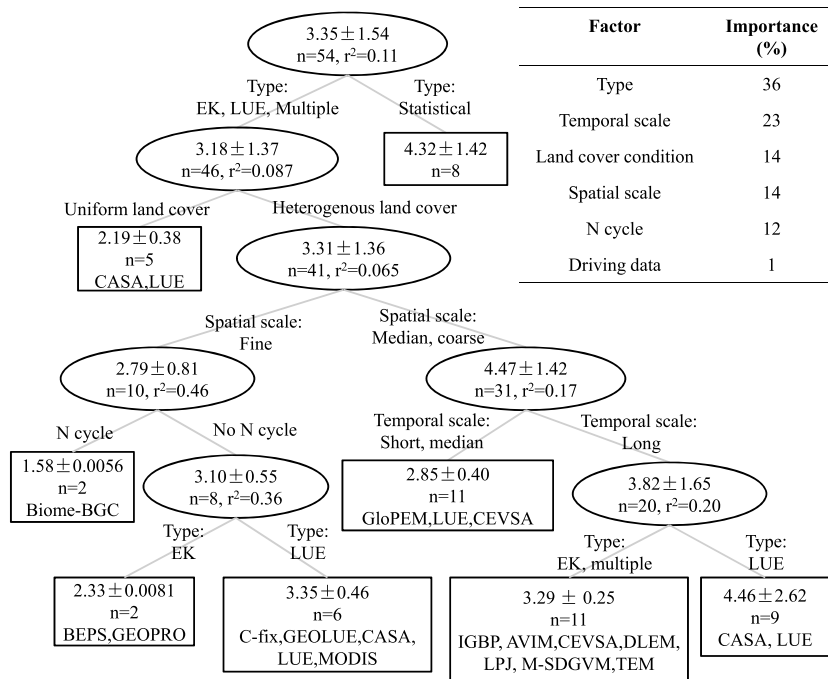 3.35±1.54
n=54, r²=0.11
Type:
EK, LUE, Multiple
Type:
Statistical
3.18±1.37
n=46, r²=0.087
4.32±1.42
n=8
Uniform land cover
Heterogenous land cover
2.19±0.38
n=5
CASA,LUE
3.31±1.36
n=41, r²=0.065
Spatial scale:
Fine
Spatial scale:
Median, coarse
2.79±0.81
n=10, r²=0.46
4.47±1.42
n=31, r²=0.17
N cycle
No N cycle
Temporal scale:
Short, median
Temporal scale:
Long
1.58±0.0056
n=2
Biome-BGC
3.10±0.55
n=8, r²=0.36
2.85±0.40
n=11
GloPEM,LUE,CEVSA
3.82±1.65
n=20, r²=0.20
Type:
EK
Type:
LUE
Type:
EK, multiple
Type:
LUE
2.33±0.0081
n=2
BEPS,GEOPRO
3.35±0.46
n=6
C-fix,GEOLUE,CASA,
LUE,MODIS
3.29 ± 0.25
n=11
IGBP, AVIM,CEVSA,DLEM,
LPJ, M-SDGVM,TEM
4.46±2.62
n=9
CASA, LUE
Factor Importance
(%)
Type 36
Temporal scale 23
Land cover condition 14
Spatial scale 14
N cycle 12
Driving data 1